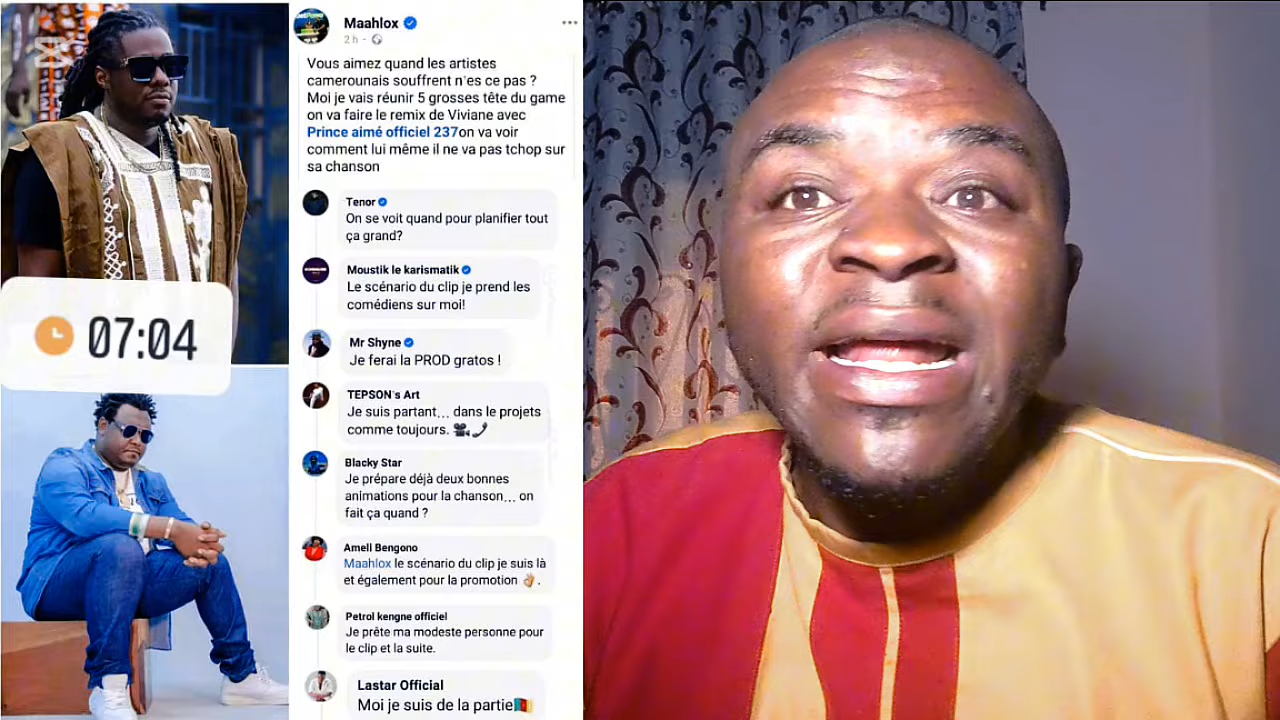 07:04
Maahlox
2 h
Vous aimez quand les artistes
camerounais souffrent n'es ce pas ?
Moi je vais réunir 5 grosses tête du game
on va faire le remix de Viviane avec
Prince aimé officiel 237on va voir
comment lui même il ne va pas tchop sur
sa chanson
Tenor
On se voit quand pour planifier tout
ça grand?
Moustik le karismatik
Le scénario du clip je prend les
comédiens sur moi!
Mr Shyne
Je ferai la PROD gratos !
TEPSON's Art
Je suis partant... dans le projets
comme toujours. 🎥🤳
Blacky Star
Je prépare déjà deux bonnes
animations pour la chanson... on
fait ça quand ?
Amell Bengono
Maahlox le scénario du clip je suis là
et également pour la promotion 👌.
Petrol kengne officiel
Je prête ma modeste personne pour
le clip et la suite.
Lastar Official
Moi je suis de la partie🇨🇲